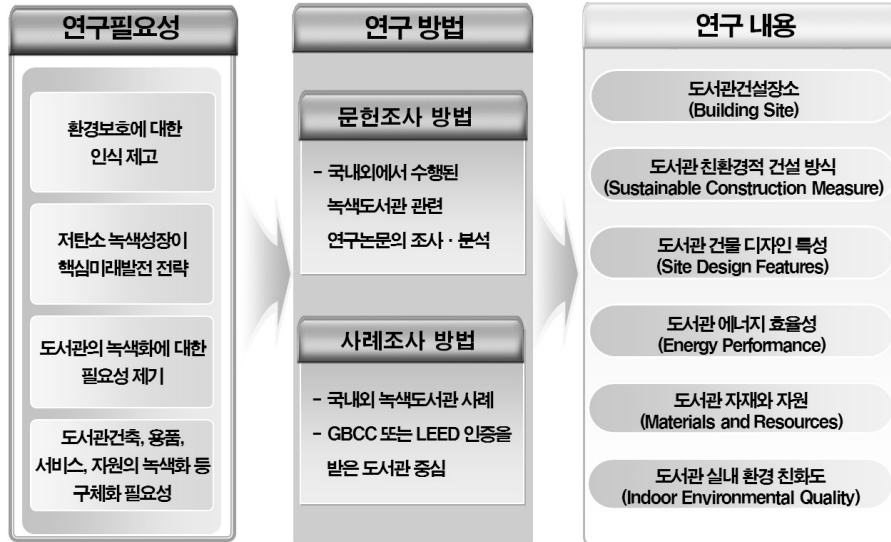 연구필요성
환경보호에 대한
인식 제고
저탄소 녹색성장이
핵심미래발전 전략
도서관의 녹색화에 대한
필요성 제기
도서관건축, 용품,
서비스, 자원의 녹색화 등
구체화 필요성
연구 방법
문헌조사 방법
- 국내외에서 수행된
녹색도서관 관련
연구논문의 조사 · 분석
사례조사 방법
- 국내외 녹색도서관 사례
- GBCC 또는 LEED 인증을
받은 도서관 중심
연구 내용
도서관건설장소
(Building Site)
도서관 친환경적 건설 방식
(Sustainable Construction Measure)
도서관 건물 디자인 특성
(Site Design Features)
도서관 에너지 효율성
(Energy Performance)
도서관 자재와 자원
(Materials and Resources)
도서관 실내 환경 친화도
(Indoor Environmental Quality)